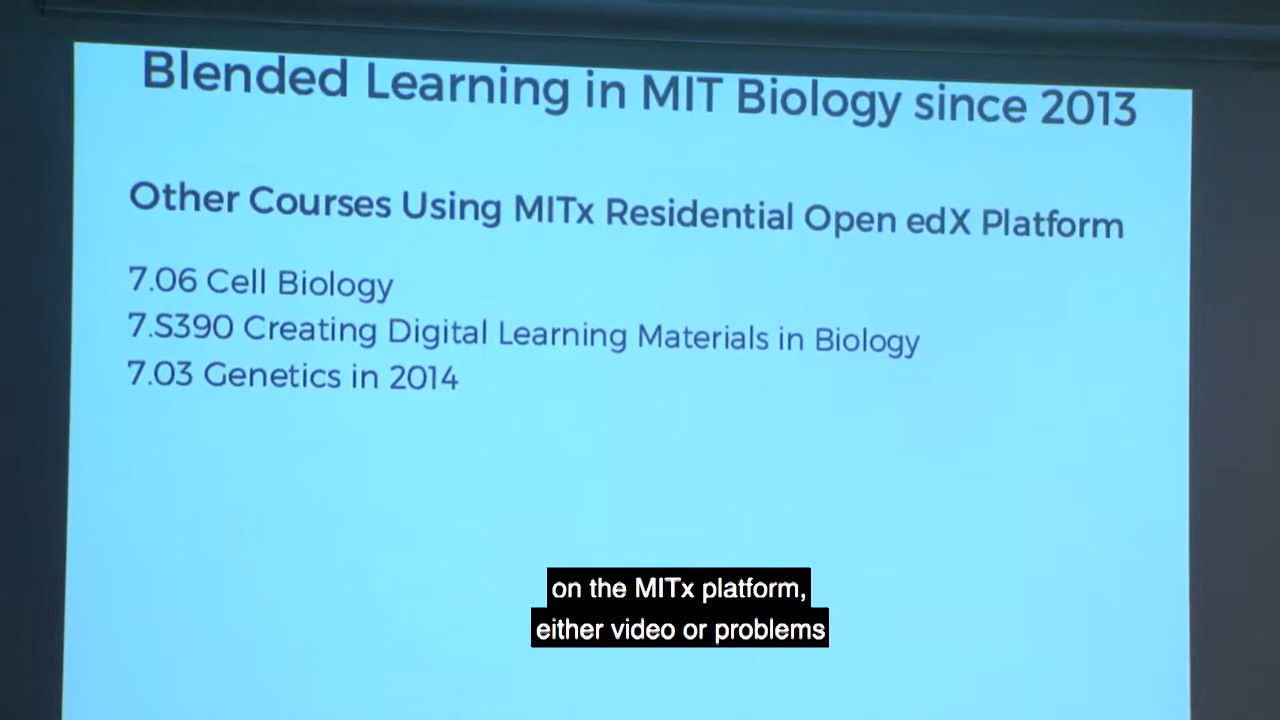 Blended Learning in MIT Biology since 2013
Other Courses Using MITx Residential Open edX Platform
7.06 Cell Biology
7.S390 Creating Digital Learning Materials in Biology
7.03 Genetics in 2014
on the MITx platform,
either video or problems